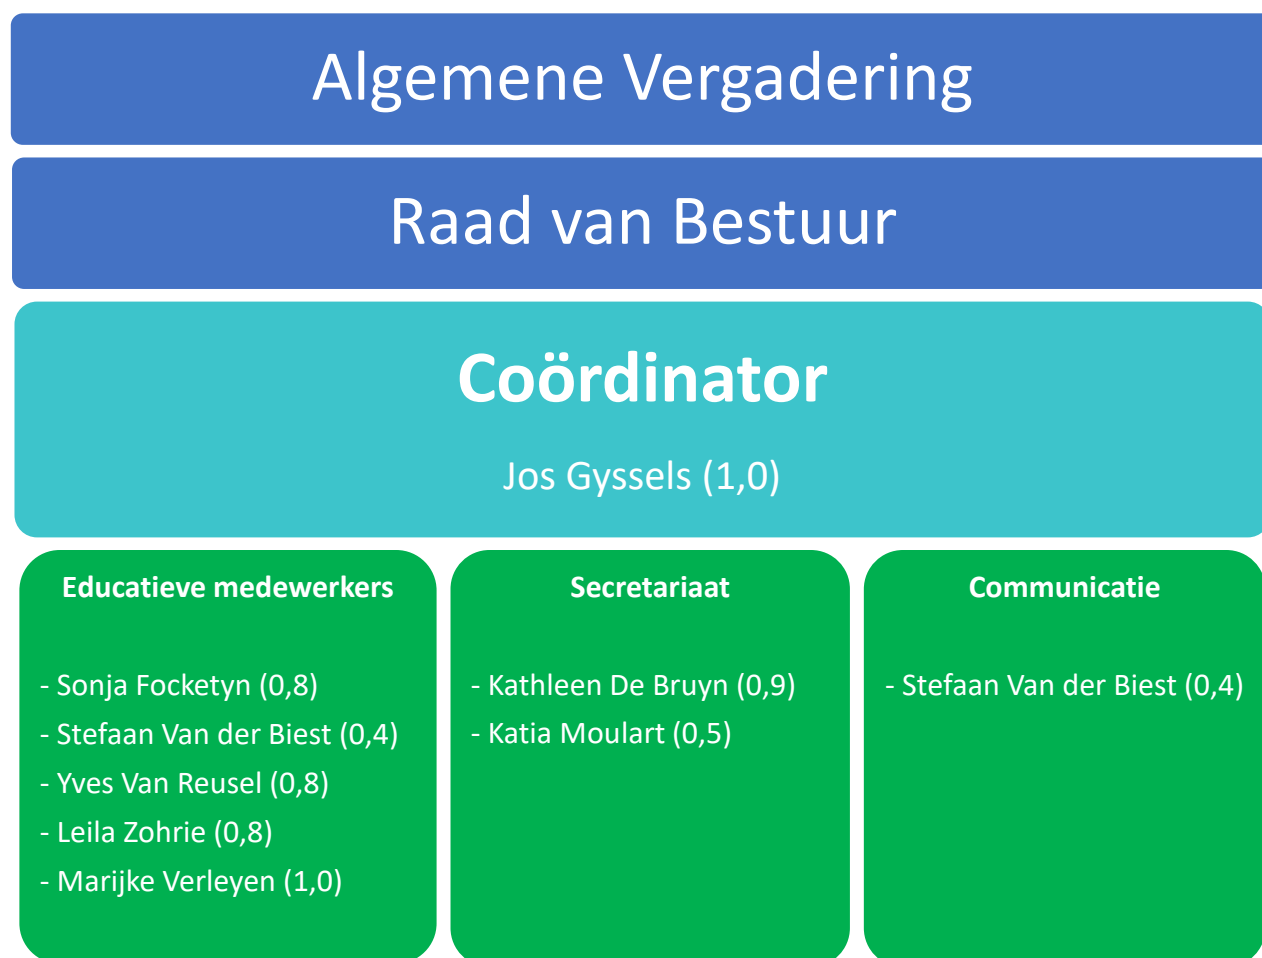 Algemene Vergadering
Raad van Bestuur
Coördinator
Jos Gyssels (1,0)
Educatieve medewerkers
- Sonja Focketyn (0,8)
- Stefaan Van der Biest (0,4)
- Yves Van Reusel (0,8)
- Leila Zohrie (0,8)
- Marijke Verleyen (1,0)
Secretariaat
- Kathleen De Bruyn (0,9)
- Katia Moulart (0,5)
Communicatie
- Stefaan Van der Biest (0,4)